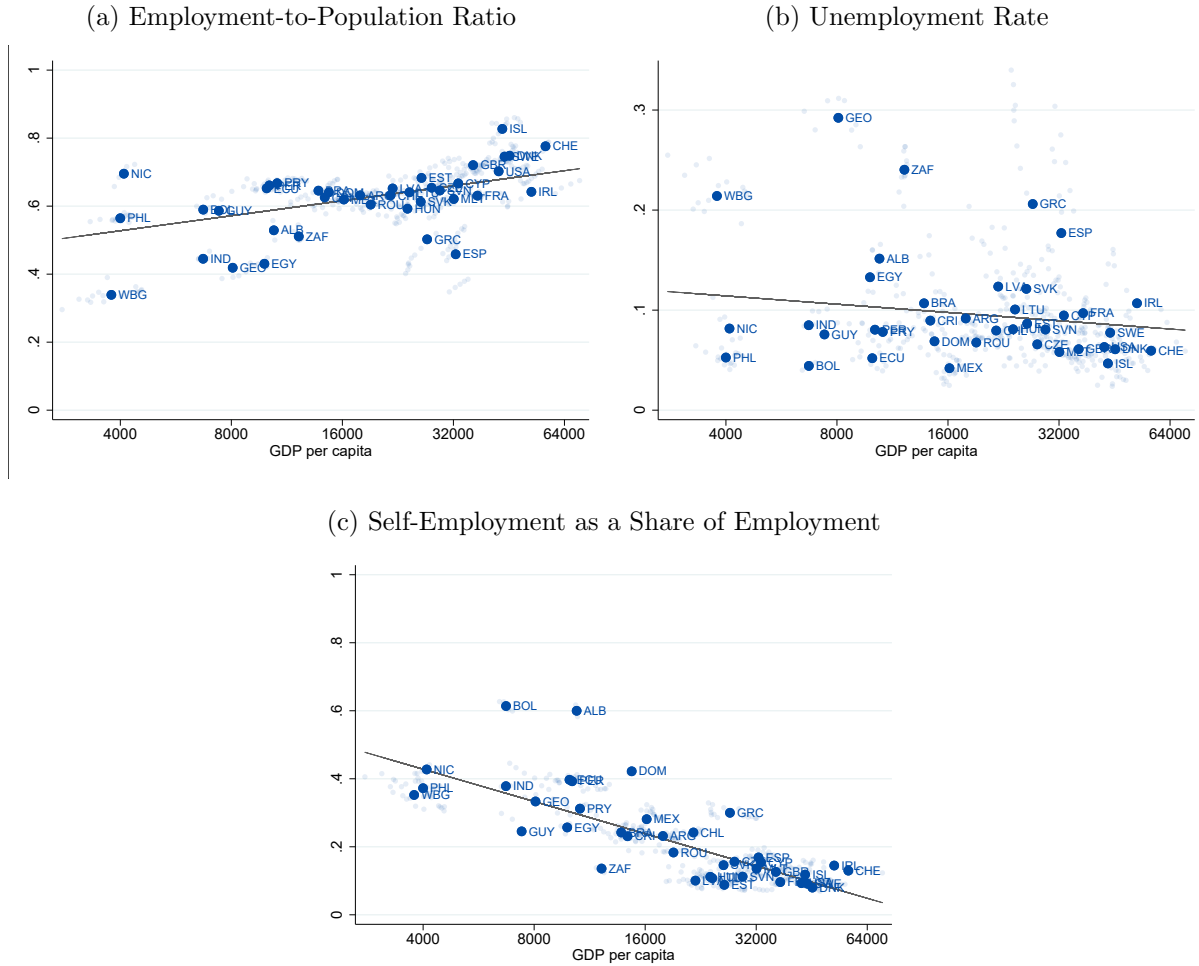 (a) Employment-to-Population Ratio
(b) Unemployment Rate
1
.8
.6
.4
.2
0
ISL
CHE
DNK
GBR
USA
NIC
PRY
EGU
EST
CYP
IRL
FRA
SVK
ROU
HUN
PHL
GUY
ALB
ZAF
GRC
ESP
IND
GEO
EGY
WBG
4000
8000
16000
32000
64000
GDP per capita
.3
.2
.1
0
GEO
ZAF
WBG
GRC
ESP
ALB
EGY
LVA
SVK
BRA
IRL
LTU
FRA
NIC
IND
CRI
ARG
SVN
SWE
GUY
PRY
DOM
ROU
CZE
DNK
CHE
PHL
BOL
ECU
MEX
ISL
4000
8000
16000
32000
64000
GDP per capita
(c) Self-Employment as a Share of Employment
1
.8
.6
.4
.2
0
BOL
ALB
NIC
DOM
PHL
IND
PER
WBG
GEO
PRY
MEX
GRC
GUY
EGY
CRI
ARG
CHL
ROU
ZAF
ESP
GBR
ISL
IRL
CHE
SVN
EST
DNK
4000
8000
16000
32000
64000
GDP per capita